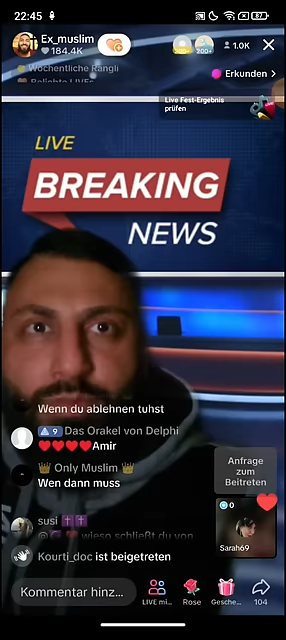 22:45
87
Ex_muslim
184.4K
200+
1.0K
Wöchentliche Rangli
Beliebte LIVEs
Erkunden >
Live Fest-Ergebnis
prüfen
LIVE
BREAKING
NEWS
Wenn du ablehnen tuhst
9 Das Orakel von Delphi
❤️❤️❤️❤️Amir
👑 Only Muslim 👑
Wen dann muss
susi ✝️✝️
wieso schließt du von
Kourti_doc ist beigetreten
Anfrage
zum
Beitreten
0
Sarah69
Kommentar hinz...
LIVE mi...
Rose
Gesche...
104